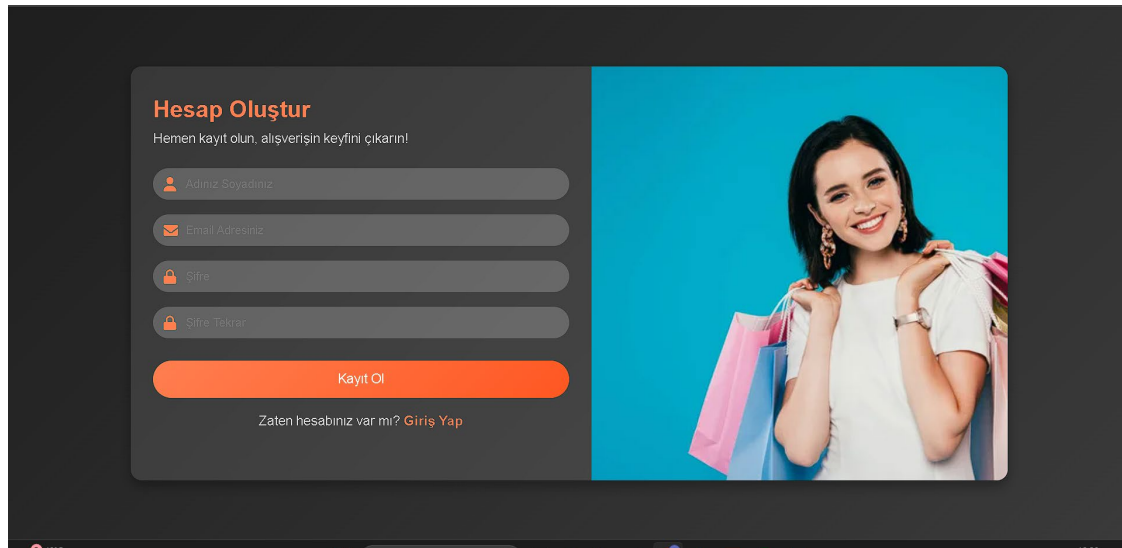 Hesap Oluştur
Hemen kayıt olun, alışverişin keyfini çıkarın!
Adınız Soyadınız
Email Adresiniz
Şifre
Şifre Tekrar
Kayıt Ol
Zaten hesabınız var mı? Giriş Yap